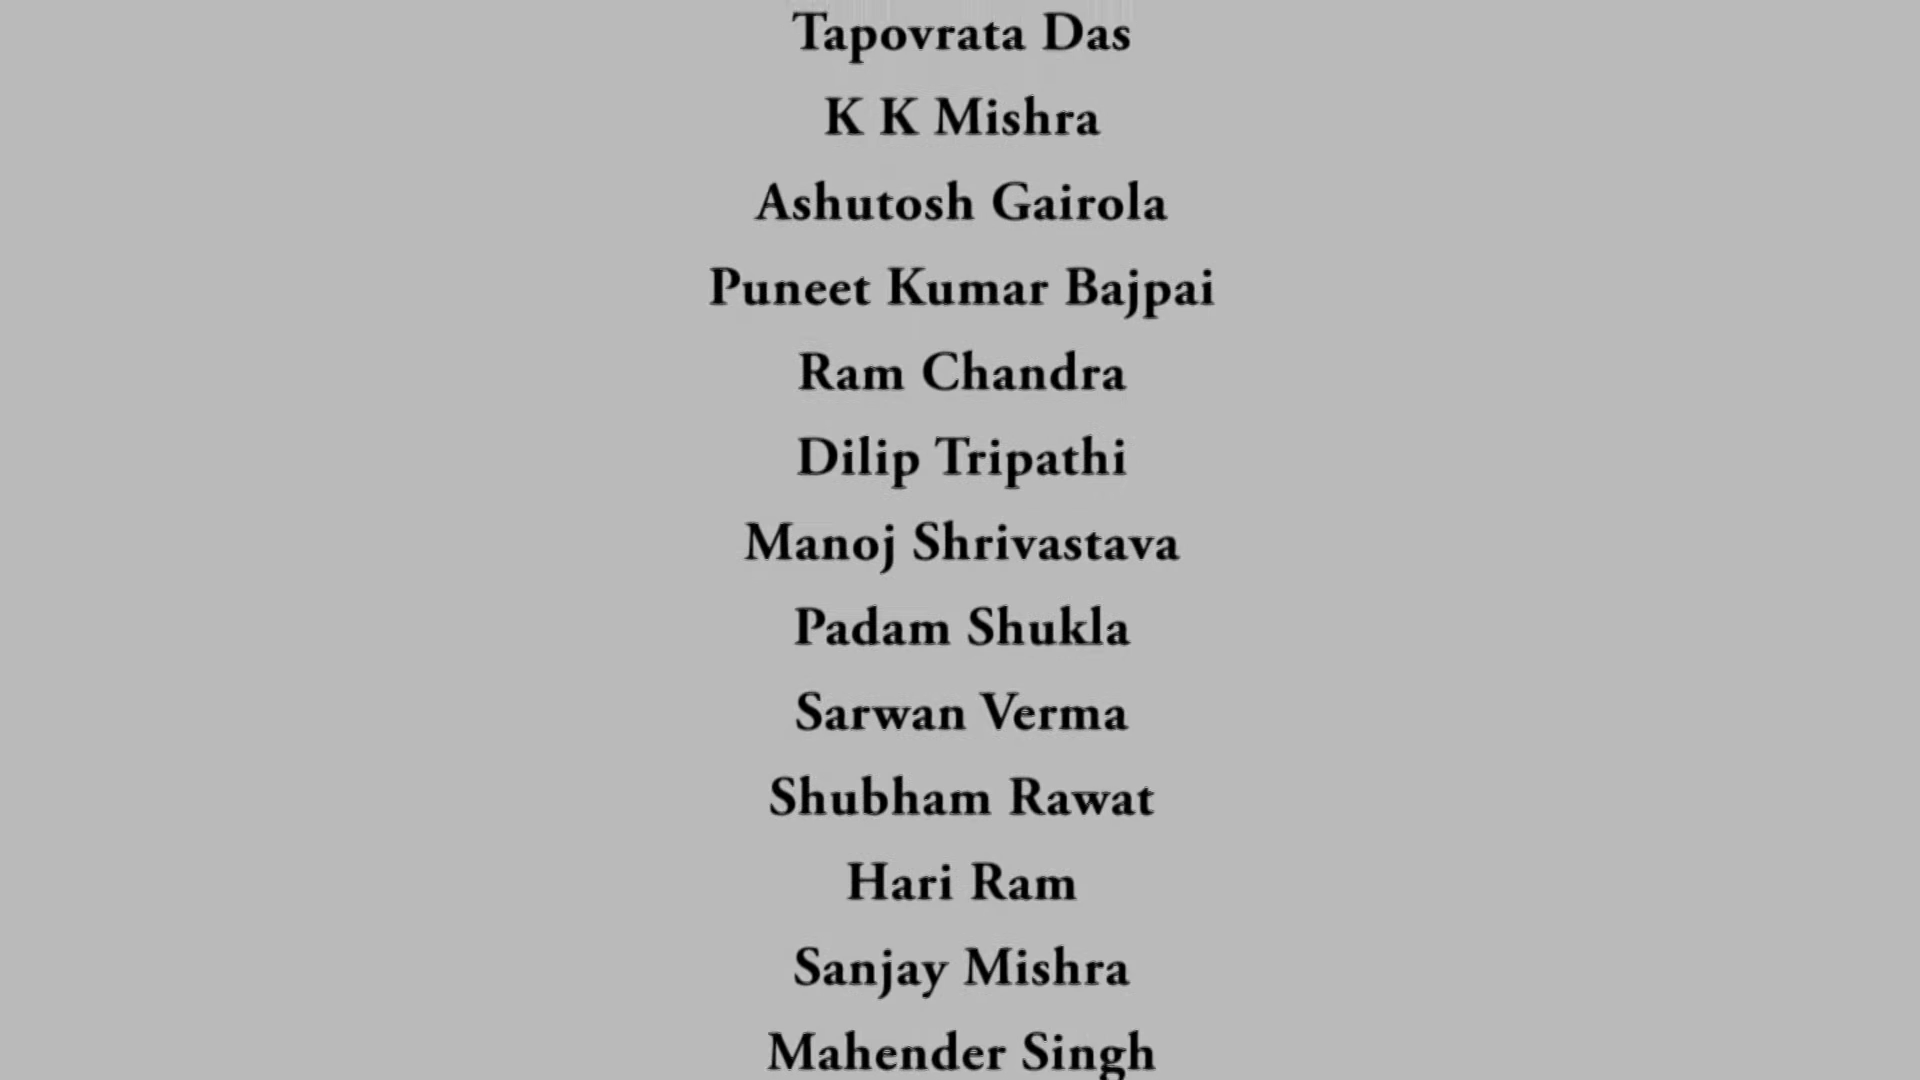 Tapovrata Das
K K Mishra
Ashutosh Gairola
Puneet Kumar Bajpai
Ram Chandra
Dilip Tripathi
Manoj Shrivastava
Padam Shukla
Sarwan Verma
Shubham Rawat
Hari Ram
Sanjay Mishra
Mahender Singh